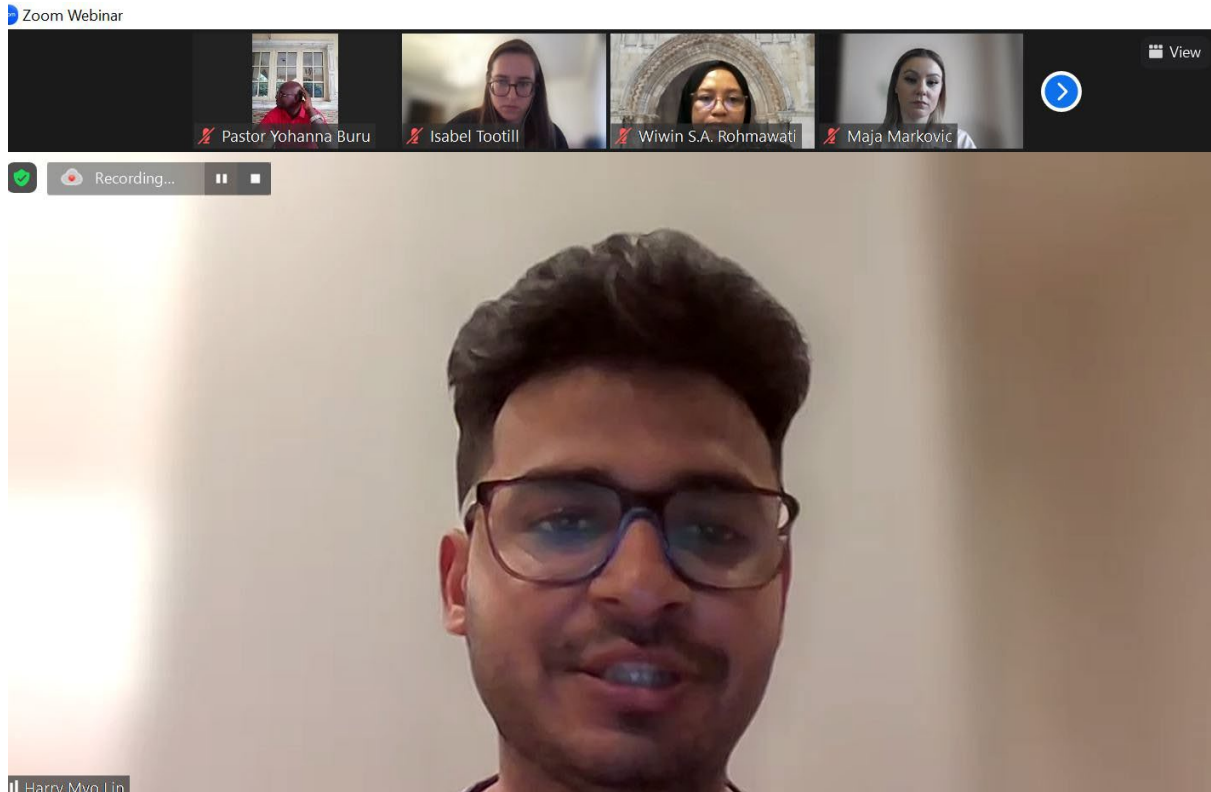 Zoom Webinar
View
Pastor Yohanna Buru
Isabel Tootill
Wiwin S.A. Rohmawati
Maja Markovic
Recording...
Harry Myo Lin